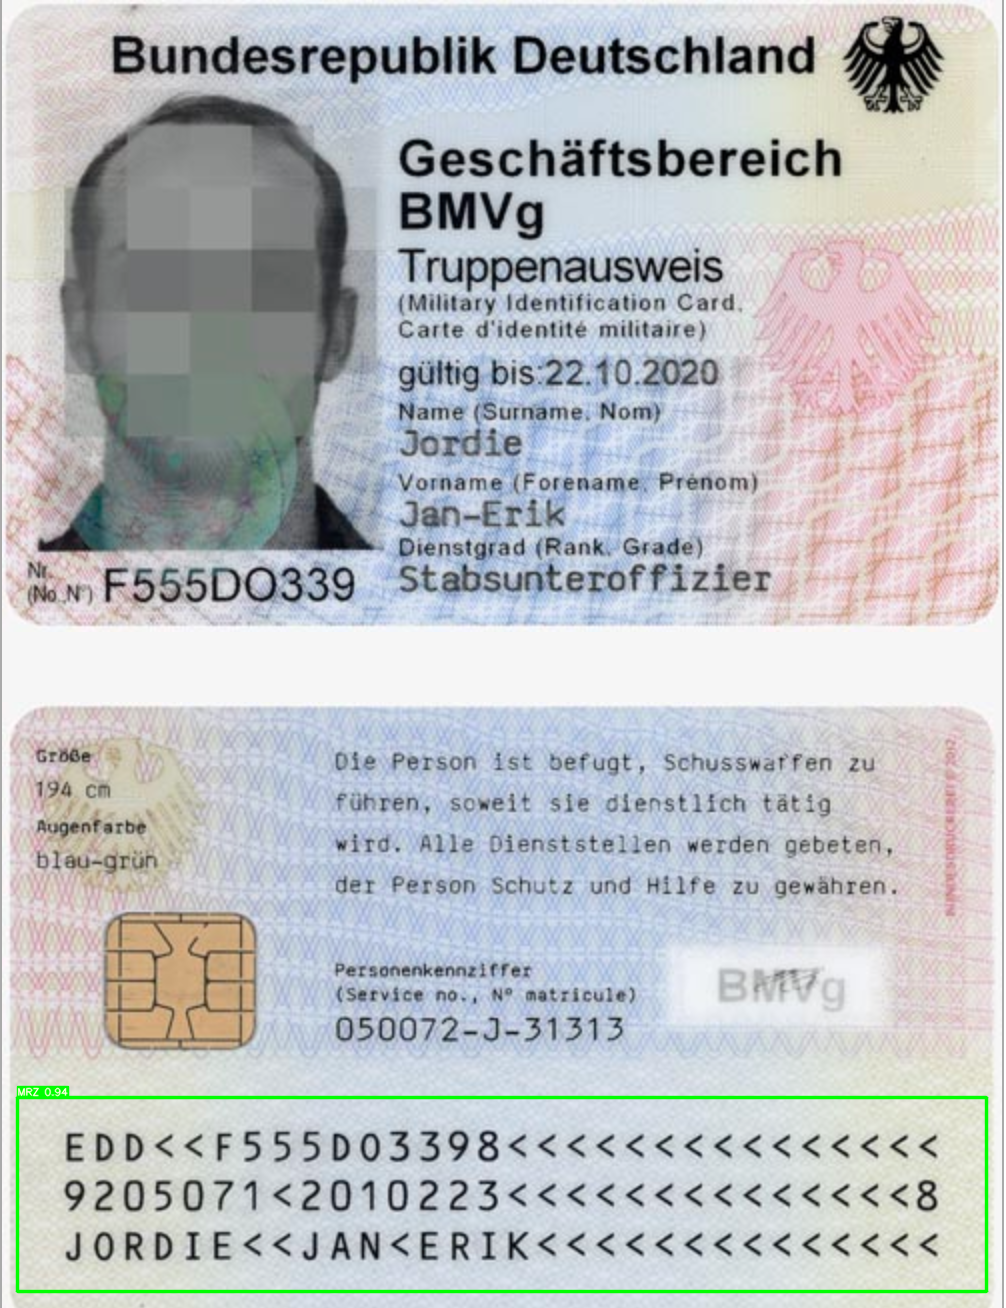 Bundesrepublik Deutschland
Geschäftsbereich
BMVg
Truppenausweis
(Military Identification Card,
Carte d'identité militaire)
gültig bis:22.10.2020
Name (Surname, Nom)
Jordie
Vorname (Forename, Prénom)
Jan-Erik
Dienstgrad (Rank, Grade)
Stabsunteroffizier
Nr.
(No.,N°) F555DO339
Größe
194 cm
Augenfarbe
blau-grün
Die Person ist befugt, Schusswaffen zu
führen, soweit sie dienstlich tätig
wird. Alle Dienststellen werden gebeten,
der Person Schutz und Hilfe zu gewähren.
Personenkennziffer
(Service no., N° matricule)
050072-J-31313
BMVg
MRZ 0.94
EDD<<F555DO3398<<<<<<<<<<<<<<<
9205071<2010223<<<<<<<<<<<<<<8
JORDIE<<JAN<ERIK<<<<<<<<<<<<<<